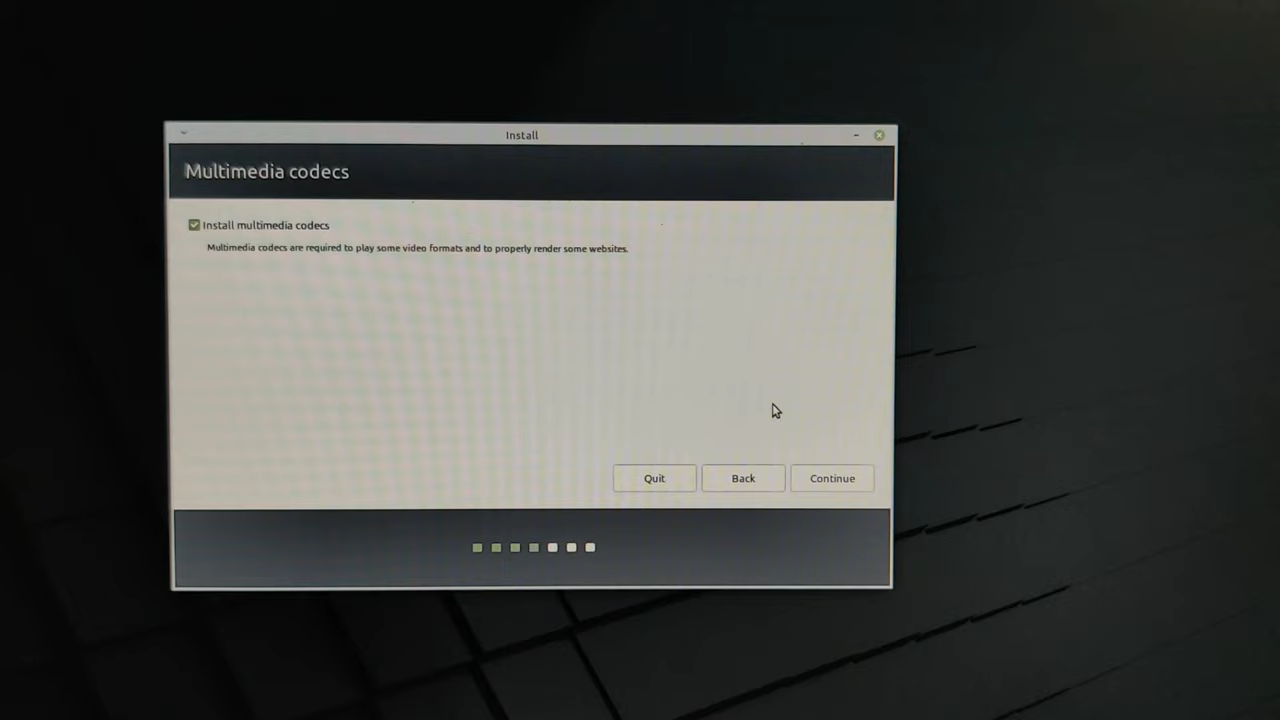 Install
Multimedia codecs
Install multimedia codecs
Multimedia codecs are required to play some video formats and to properly render some websites.
Quit
Back
Continue